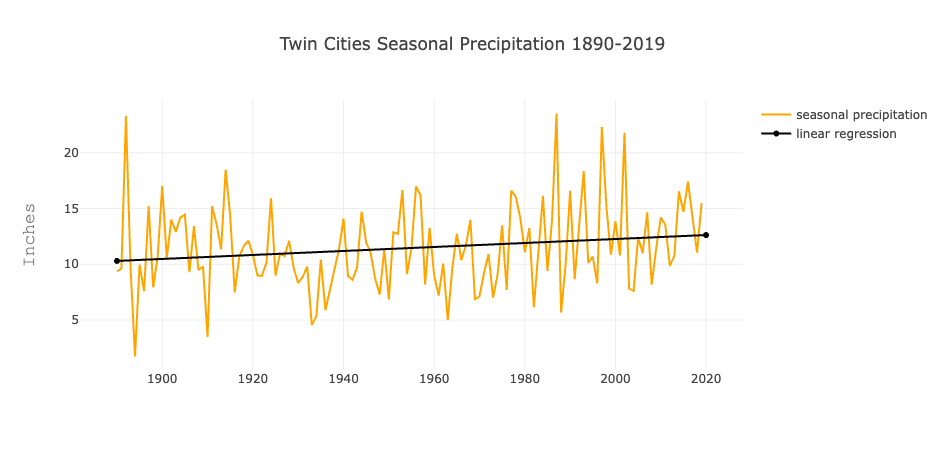 Twin Cities Seasonal Precipitation 1890-2019
seasonal precipitation
linear regression
Inches
20
15
10
5
1900 1920 1940 1960 1980 2000 2020